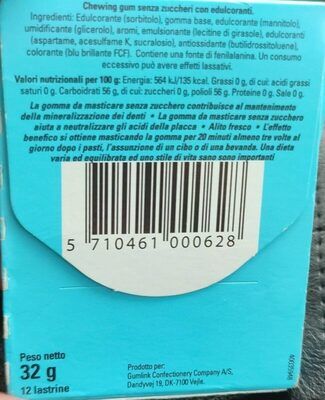 Chewing gum senza zuccheri con edulcoranti.
Ingredienti: Edulcorante (sorbitolo), gomma base, edulcorante (mannitolo),
umidificante (glicerolo), aromi, emulsionante (lecitine di girasole), edulcoranti
(aspartame, acesulfame K, sucralosio), antiossidante (butilidrossitoluene),
colorante (blu brillante FCF). Contiene una fonte di fenilalanina. Un consumo
eccessivo può avere effetti lassativi.
Valori nutrizionali per 100 g: Energia: 564 kJ/135 kcal. Grassi 0 g, di cui: acidi grassi
saturi 0 g. Carboidrati 56 g, di cui: zuccheri 0 g, polioli 56 g. Proteine 0 g. Sale 0 g.
La gomma da masticare senza zucchero contribuisce al mantenimento
della mineralizzazione dei denti • La gomma da masticare senza zucchero
aiuta a neutralizzare gli acidi della placca • Alito fresco • L'effetto
benefico si ottiene masticando la gomma per 20 minuti almeno tre volte al
giorno dopo i pasti, l'assunzione di un cibo o di una bevanda. Una dieta
varia ed equilibrata ed uno stile di vita sano sono importanti
5 710461 000628
Peso netto
32 g
12 lastrine
Prodotto per:
Gumlink Confectionery Company A/S,
Dandyvej 19, DK-7100 Vejle.